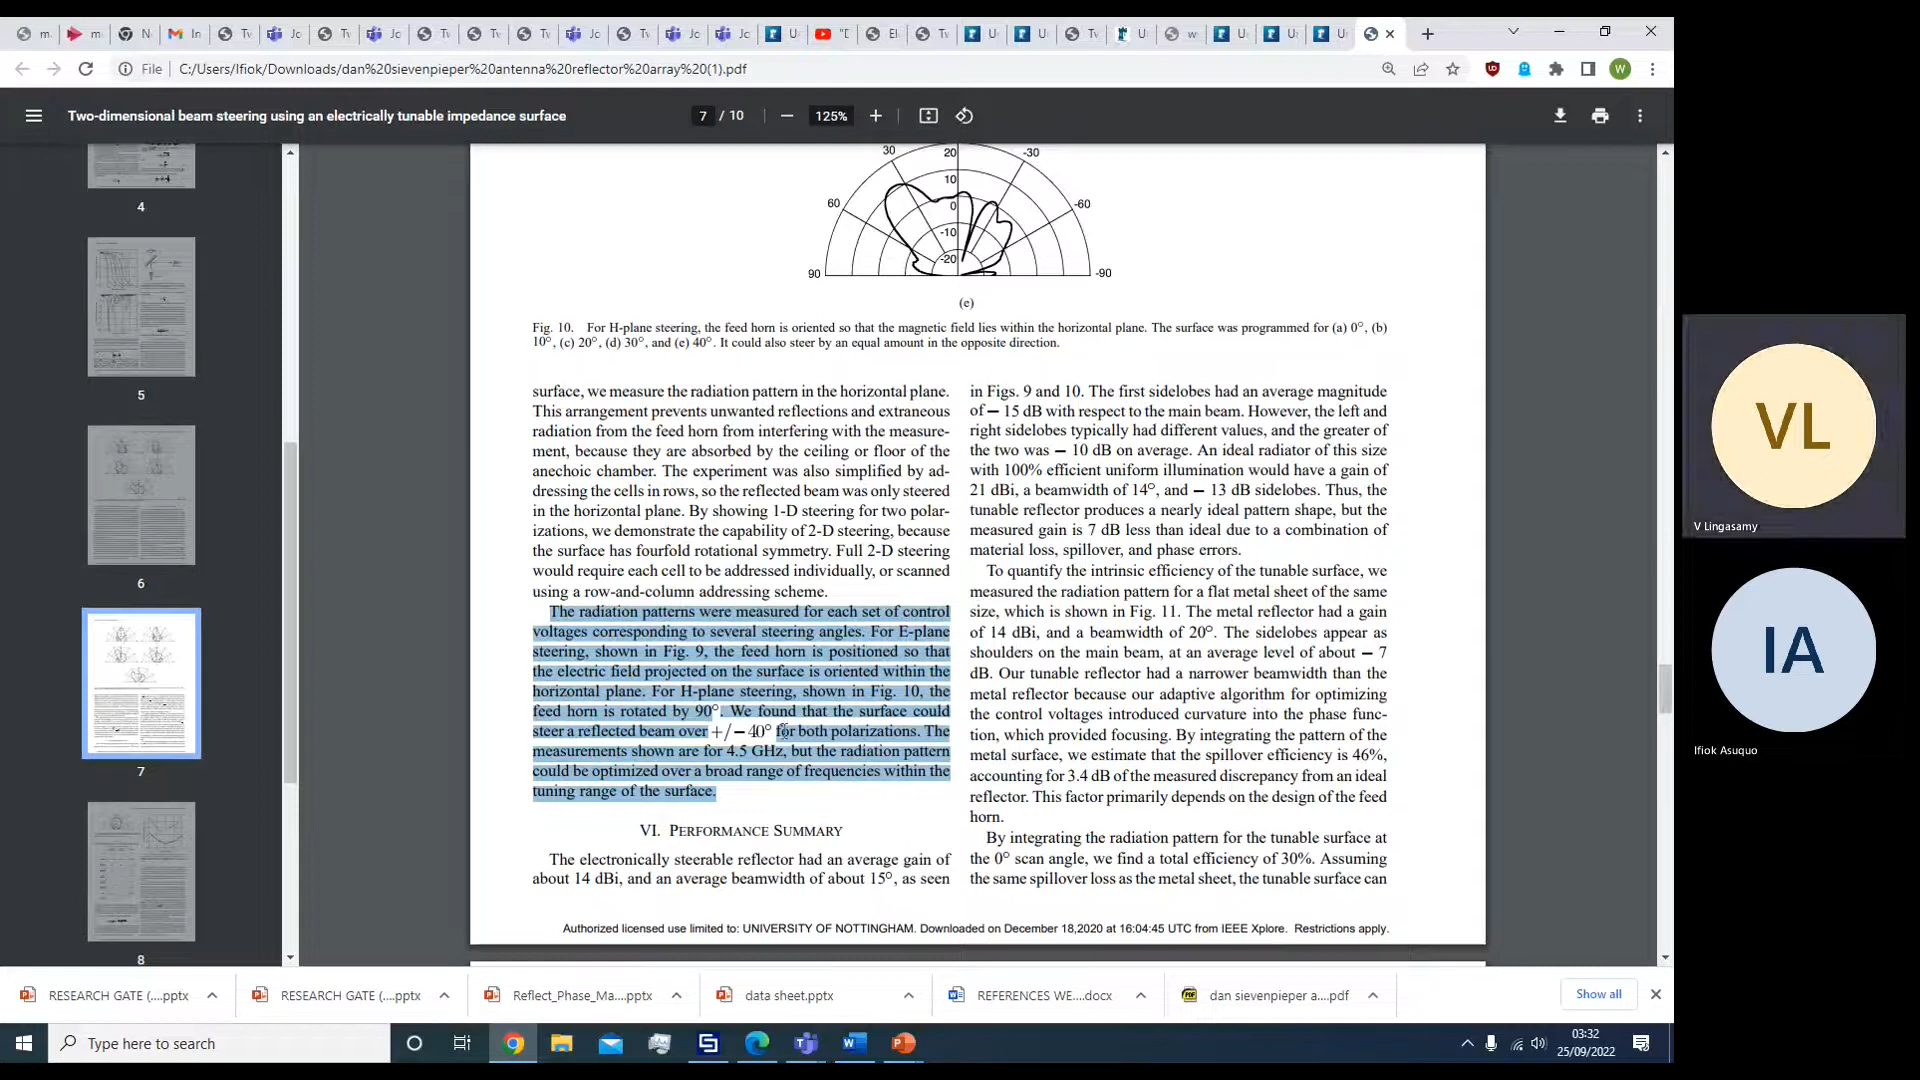 m
m
N
In
Tv
Jo
Tv
Jo
Tv
Tv
Tv
Jo
Tv
Jo
Jo
U
"D
El
Tv
U
U
Tv
U
w
U
U
U
File C:/Users/Ifiok/Downloads/dan%20sievenpieper%20antenna%20reflector%20array%20(1).pdf
W
Two-dimensional beam steering using an electrically tunable impedance surface
7 / 10
125%
4
5
6
7
8
30 20 -30
10
60 0 -60
-10
-20
90 -90
(e)
Fig. 10. For H-plane steering, the feed horn is oriented so that the magnetic field lies within the horizontal plane. The surface was programmed for (a) 0°, (b)
10°, (c) 20°, (d) 30°, and (e) 40°. It could also steer by an equal amount in the opposite direction.
surface, we measure the radiation pattern in the horizontal plane.
This arrangement prevents unwanted reflections and extraneous
radiation from the feed horn from interfering with the measure-
ment, because they are absorbed by the ceiling or floor of the
anechoic chamber. The experiment was also simplified by ad-
dressing the cells in rows, so the reflected beam was only steered
in the horizontal plane. By showing 1-D steering for two polar-
izations, we demonstrate the capability of 2-D steering, because
the surface has fourfold rotational symmetry. Full 2-D steering
would require each cell to be addressed individually, or scanned
using a row-and-column addressing scheme.
The radiation patterns were measured for each set of control
voltages corresponding to several steering angles. For E-plane
steering, shown in Fig. 9, the feed horn is positioned so that
the electric field projected on the surface is oriented within the
horizontal plane. For H-plane steering, shown in Fig. 10, the
feed horn is rotated by 90°. We found that the surface could
steer a reflected beam over +/− 40° for both polarizations. The
measurements shown are for 4.5 GHz, but the radiation pattern
could be optimized over a broad range of frequencies within the
tuning range of the surface.
VI. PERFORMANCE SUMMARY
The electronically steerable reflector had an average gain of
about 14 dBi, and an average beamwidth of about 15°, as seen
in Figs. 9 and 10. The first sidelobes had an average magnitude
of − 15 dB with respect to the main beam. However, the left and
right sidelobes typically had different values, and the greater of
the two was − 10 dB on average. An ideal radiator of this size
with 100% efficient uniform illumination would have a gain of
21 dBi, a beamwidth of 14°, and − 13 dB sidelobes. Thus, the
tunable reflector produces a nearly ideal pattern shape, but the
measured gain is 7 dB less than ideal due to a combination of
material loss, spillover, and phase errors.
To quantify the intrinsic efficiency of the tunable surface, we
measured the radiation pattern for a flat metal sheet of the same
size, which is shown in Fig. 11. The metal reflector had a gain
of 14 dBi, and a beamwidth of 20°. The sidelobes appear as
shoulders on the main beam, at an average level of about − 7
dB. Our tunable reflector had a narrower beamwidth than the
metal reflector because our adaptive algorithm for optimizing
the control voltages introduced curvature into the phase func-
tion, which provided focusing. By integrating the pattern of the
metal surface, we estimate that the spillover efficiency is 46%,
accounting for 3.4 dB of the measured discrepancy from an ideal
reflector. This factor primarily depends on the design of the feed
horn.
By integrating the radiation pattern for the tunable surface at
the 0° scan angle, we find a total efficiency of 30%. Assuming
the same spillover loss as the metal sheet, the tunable surface can
Authorized licensed use limited to: UNIVERSITY OF NOTTINGHAM. Downloaded on December 18,2020 at 16:04:45 UTC from IEEE Xplore. Restrictions apply.
VL
V Lingasamy
IA
Ifiok Asuquo
RESEARCH GATE (....pptx
RESEARCH GATE (....pptx
Reflect_Phase_Ma....pptx
data sheet.pptx
REFERENCES WE....docx
dan sievenpieper a....pdf
Show all
Type here to search
03:32
25/09/2022